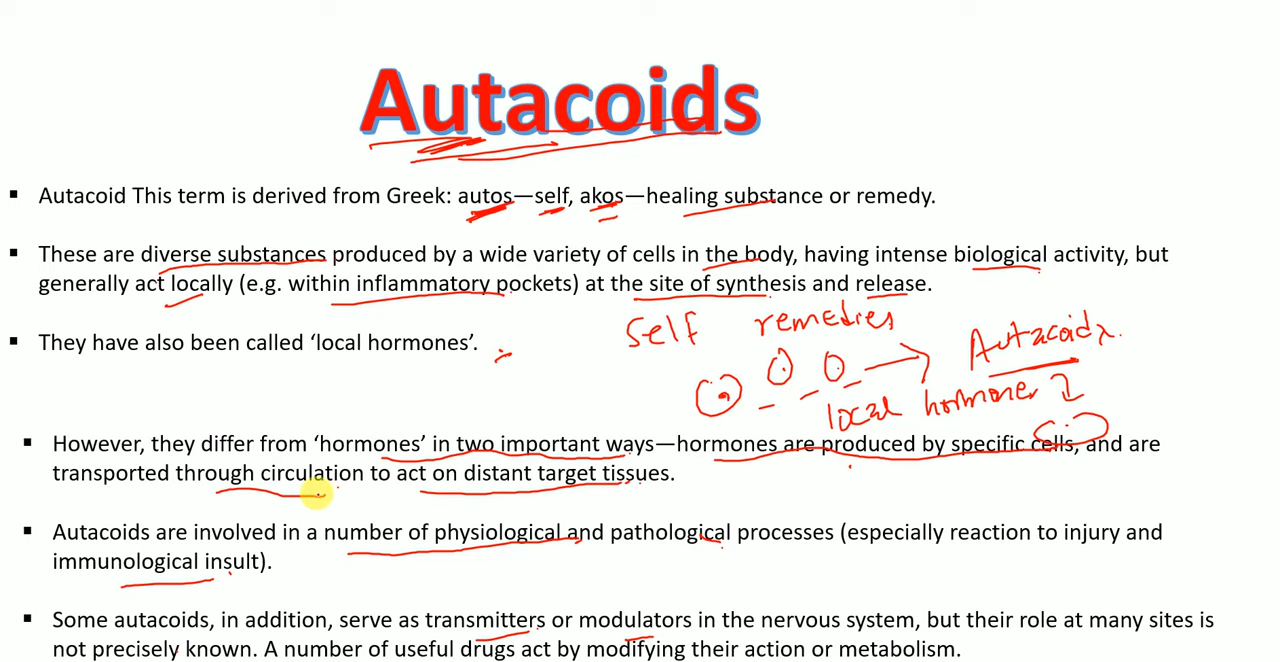 Autacoids
▪ Autacoid This term is derived from Greek: autos—self, akos—healing substance or remedy.
▪ These are diverse substances produced by a wide variety of cells in the body, having intense biological activity, but
generally act locally (e.g. within inflammatory pockets) at the site of synthesis and release.
self remedies
▪ They have also been called ‘local hormones’.
Autacoids
local hormones
▪ However, they differ from ‘hormones’ in two important ways—hormones are produced by specific cells, and are
transported through circulation to act on distant target tissues.
▪ Autacoids are involved in a number of physiological and pathological processes (especially reaction to injury and
immunological insult).
▪ Some autacoids, in addition, serve as transmitters or modulators in the nervous system, but their role at many sites is
not precisely known. A number of useful drugs act by modifying their action or metabolism.